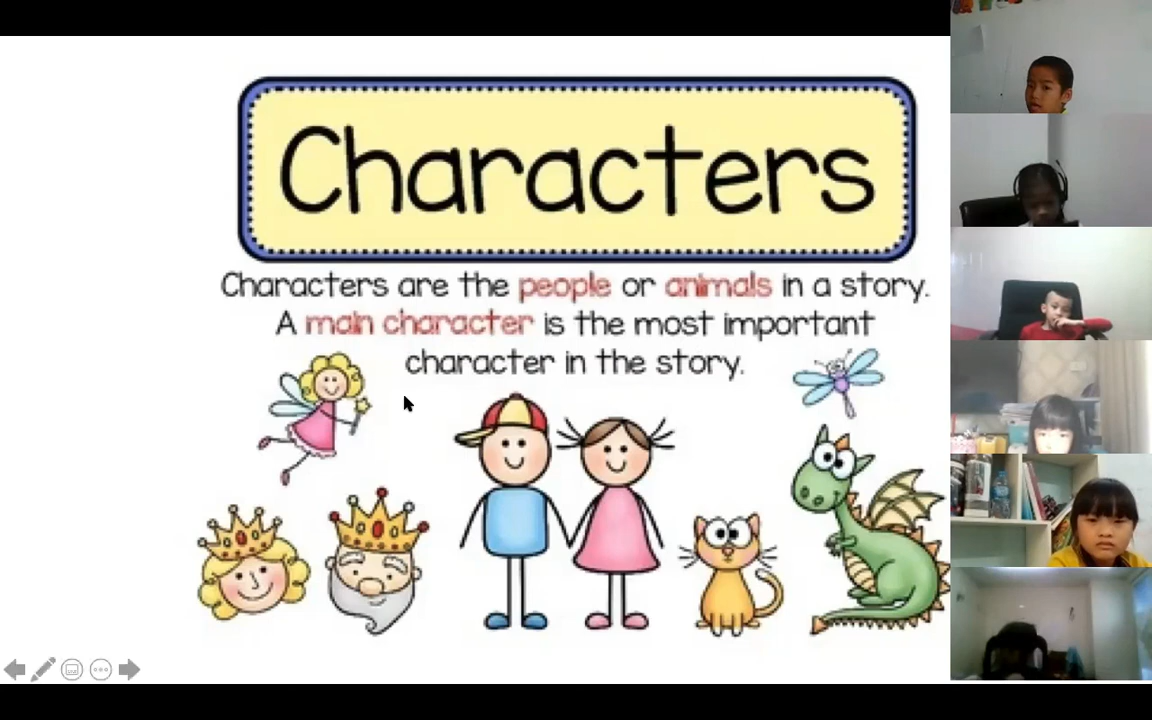 Characters
Characters are the people or animals in a story.
A main character is the most important
character in the story.